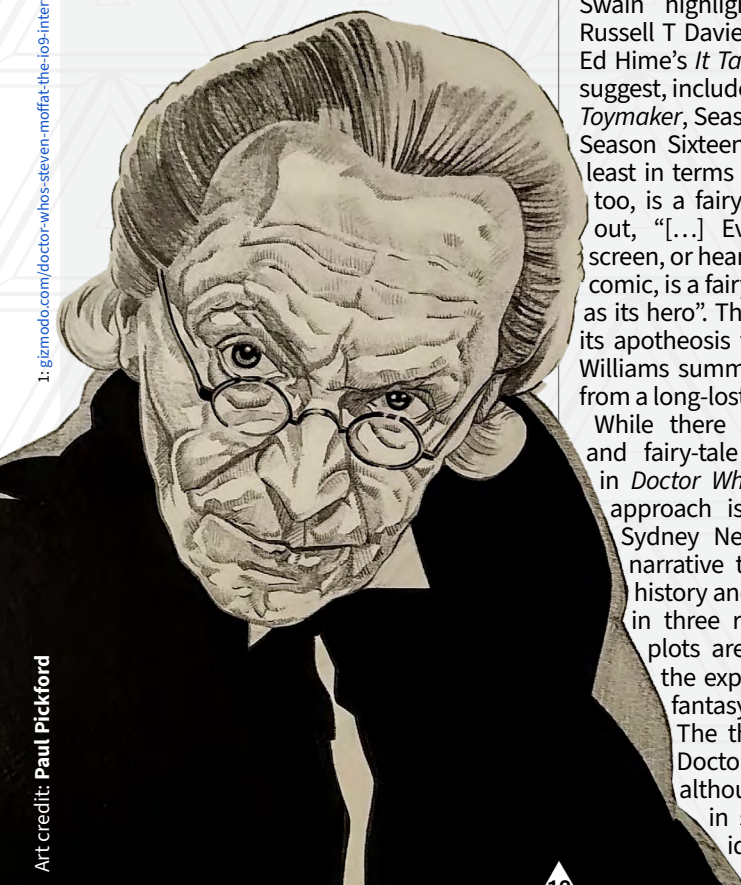 1: gizmodo.com/doctor-whos-steven-moffat-the-io9-inter
Art credit: Paul Pickford
Swain highlig
Russell T Davie
Ed Hime's It Ta
suggest, include
Toymaker, Seas
Season Sixteen
least in terms
too, is a fairy
out, “[…] Ev
screen, or hear
comic, is a fair
as its hero”. Th
its apotheosis
Williams summ
from a long-lost
While there
and fairy-tale
in Doctor Wh
approach is
Sydney Ne
narrative t
history an
in three r
plots are
the exp
fantasy
The th
Docto
althou
in